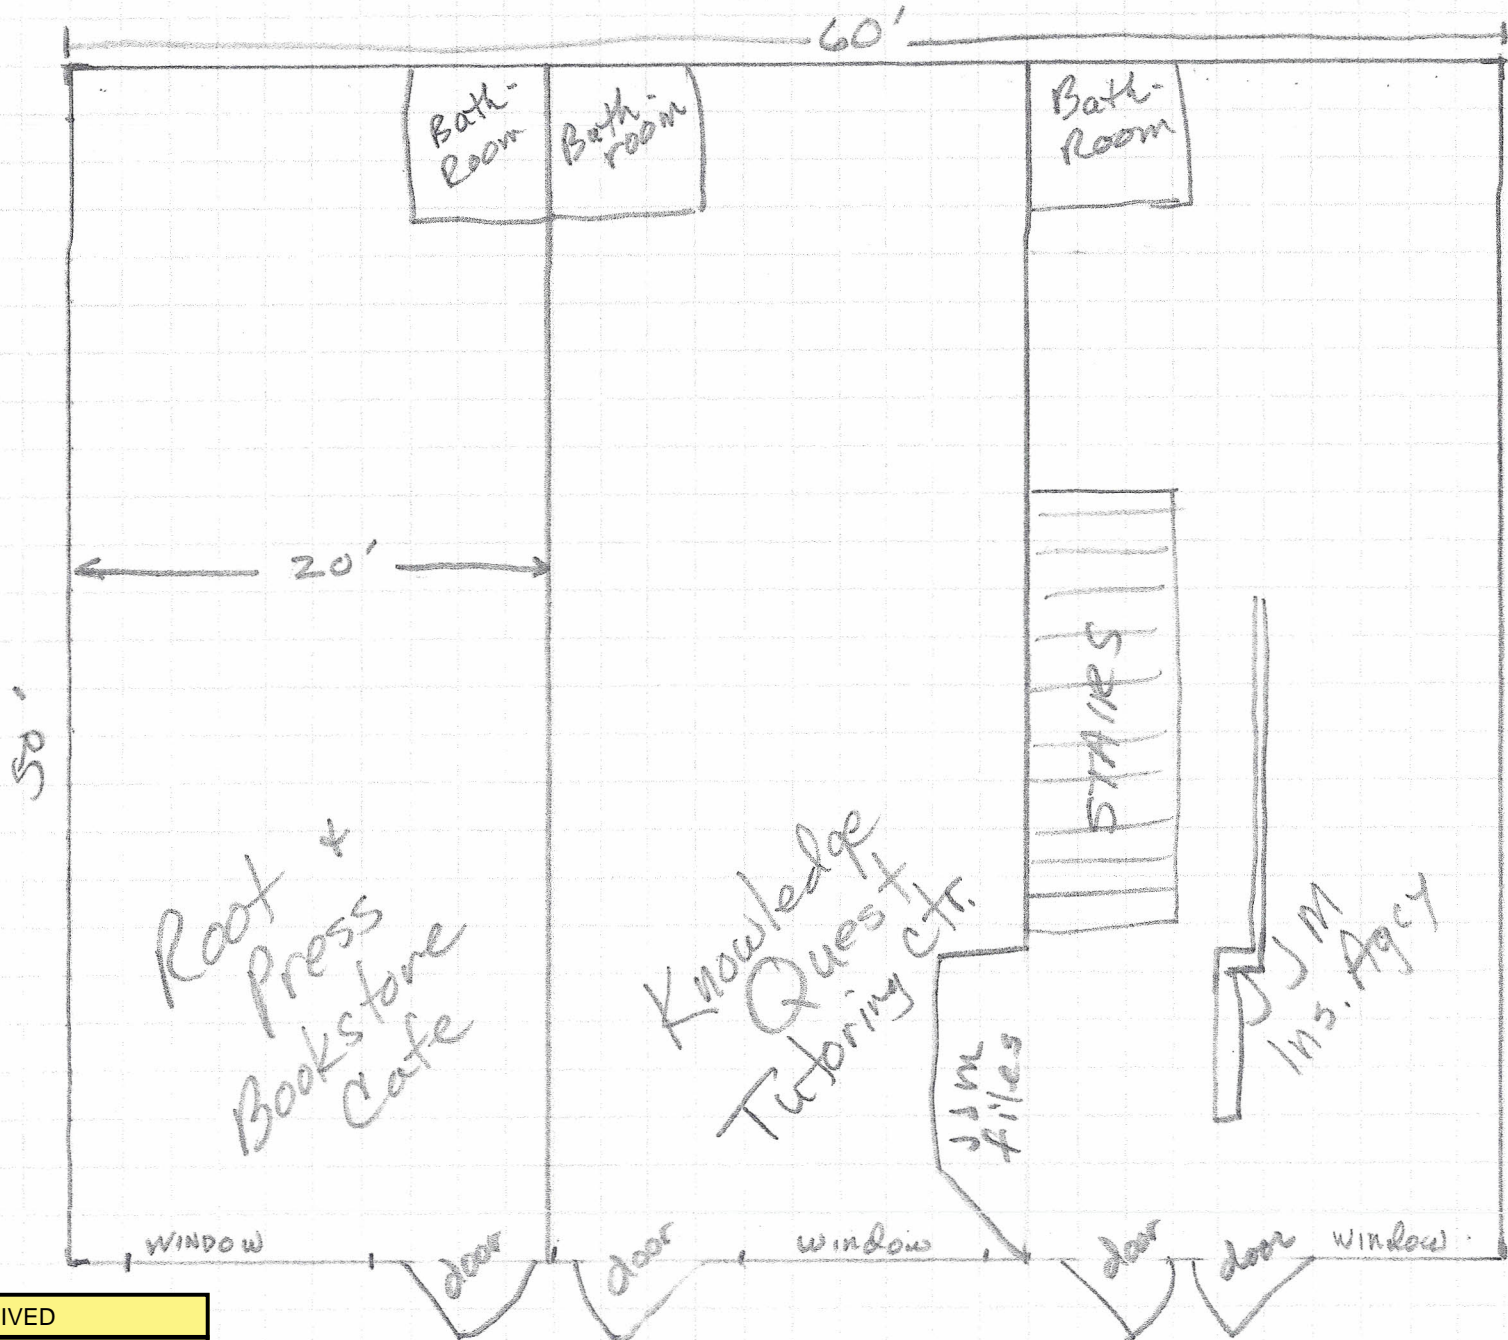 60'
Bath-
Room
Bath-
room
Bath-
Room
20'
50'
STAIRS
Root +
Press
Bookstore
Cafe
Knowledge
Quest
Tutoring Ctr.
JJM
files
JJM
Ins. Agcy
WINDOW
door
door
window
door
door
window
IVED